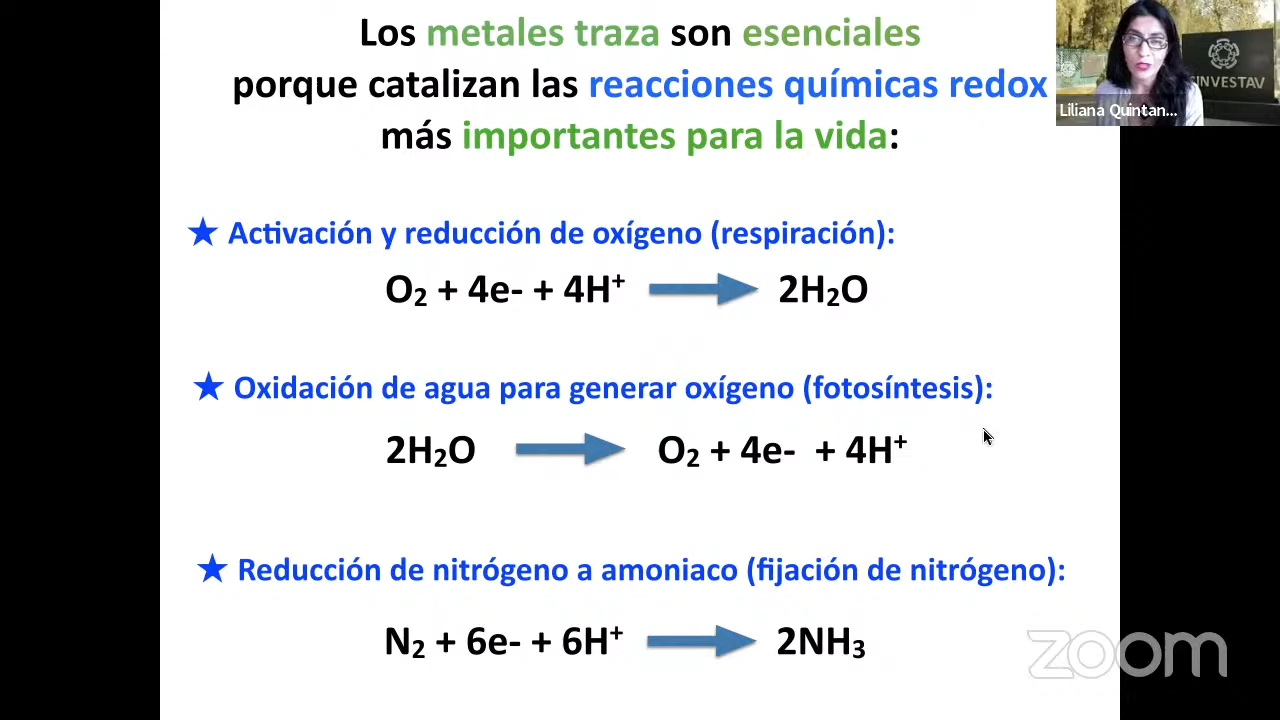 Los metales traza son esenciales
porque catalizan las reacciones químicas redox
más importantes para la vida:
INVESTAV
Liliana Quintan...
★ Activación y reducción de oxígeno (respiración):
O₂ + 4e- + 4H⁺ → 2H₂O
★ Oxidación de agua para generar oxígeno (fotosíntesis):
2H₂O → O₂ + 4e- + 4H⁺
★ Reducción de nitrógeno a amoniaco (fijación de nitrógeno):
N₂ + 6e- + 6H⁺ → 2NH₃
zoom